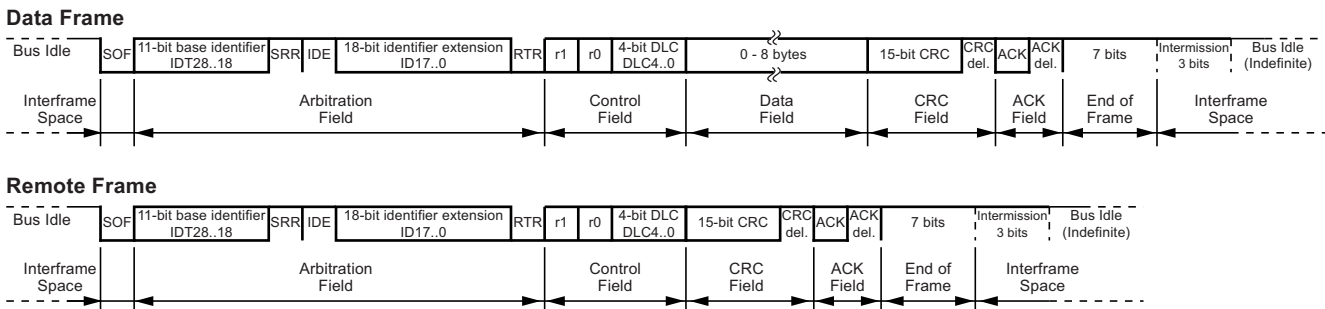 Data Frame
Bus Idle SOF 11-bit base identifier IDT28..18 SRR IDE 18-bit identifier extension ID17..0 RTR r1 r0 4-bit DLC DLC4..0 0 - 8 bytes 15-bit CRC CRC del. ACK ACK del. 7 bits Intermission 3 bits Bus Idle (Indefinite)
Interframe Space Arbitration Field Control Field Data Field CRC Field ACK Field End of Frame Interframe Space
Remote Frame
Bus Idle SOF 11-bit base identifier IDT28..18 SRR IDE 18-bit identifier extension ID17..0 RTR r1 r0 4-bit DLC DLC4..0 15-bit CRC CRC del. ACK ACK del. 7 bits Intermission 3 bits Bus Idle (Indefinite)
Interframe Space Arbitration Field Control Field CRC Field ACK Field End of Frame Interframe Space